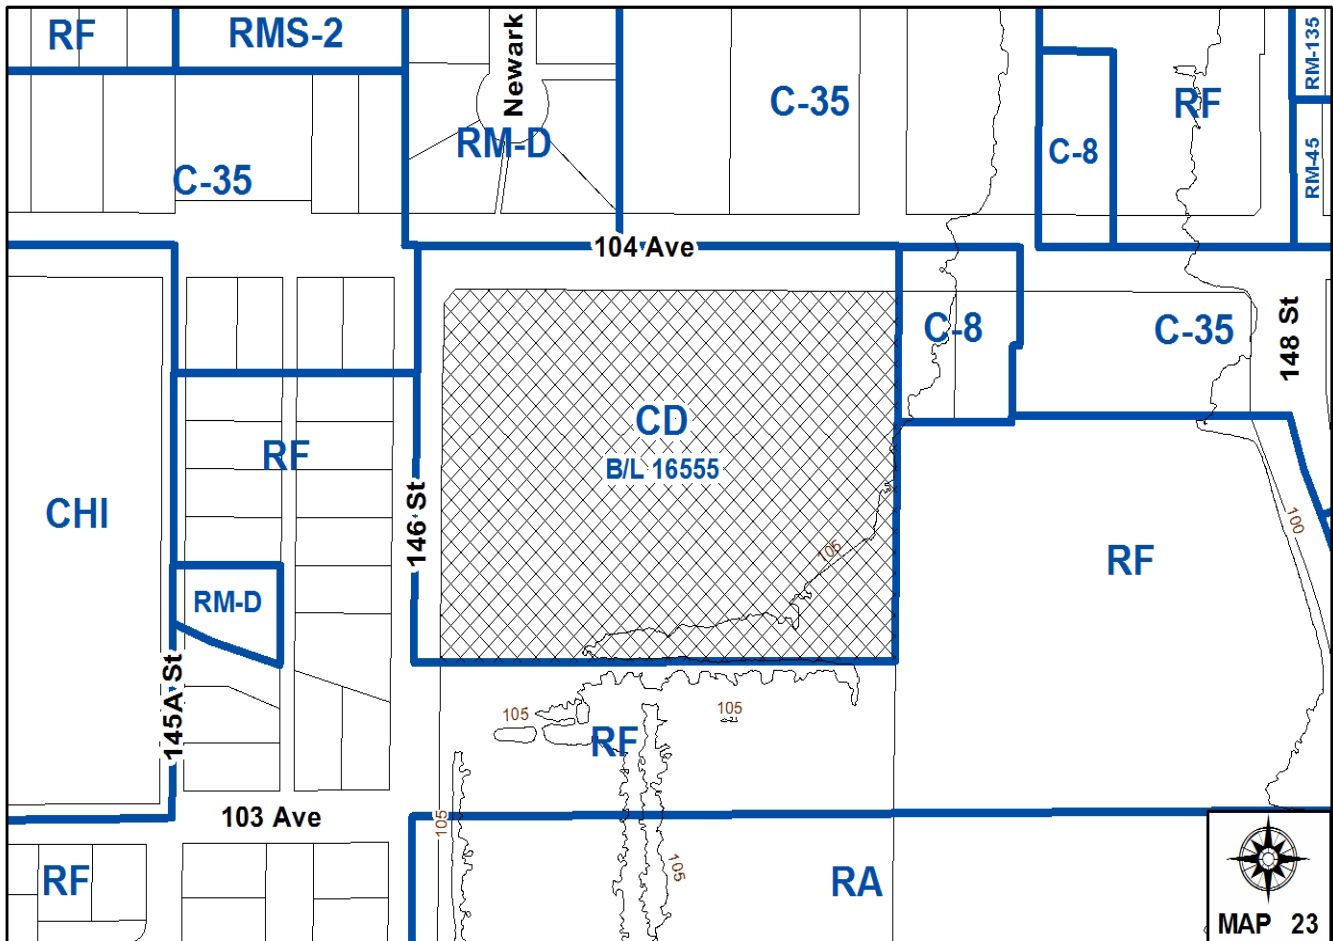 RF
RMS-2
Newark
C-35
RM-135
RF
RM-D
C-8
RM-45
C-35
104 Ave
C-8
C-35
148 St
CD
B/L 16555
RF
146 St
CHI
105
100
RF
RM-D
145A St
105
105
RF
103 Ave
105
105
RF
RA
MAP 23